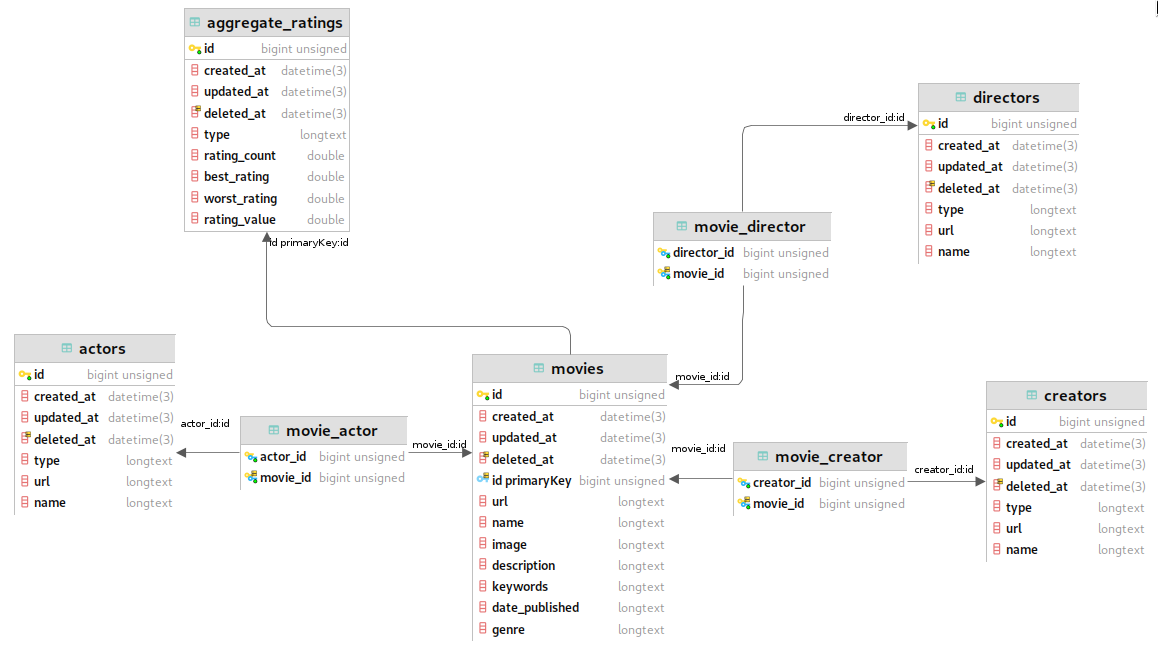 aggregate_ratings
id bigint unsigned
created_at datetime(3)
updated_at datetime(3)
deleted_at datetime(3)
type longtext
rating_count double
best_rating double
worst_rating double
rating_value double
id primaryKey:id
directors
id bigint unsigned
created_at datetime(3)
updated_at datetime(3)
deleted_at datetime(3)
type longtext
url longtext
name longtext
director_id:id
movie_director
director_id bigint unsigned
movie_id bigint unsigned
movie_id:id
actors
id bigint unsigned
created_at datetime(3)
updated_at datetime(3)
deleted_at datetime(3)
type longtext
url longtext
name longtext
actor_id:id
movie_actor
actor_id bigint unsigned
movie_id bigint unsigned
movie_id:id
movies
id bigint unsigned
created_at datetime(3)
updated_at datetime(3)
deleted_at datetime(3)
id primaryKey bigint unsigned
url longtext
name longtext
image longtext
description longtext
keywords longtext
date_published longtext
genre longtext
movie_id:id
movie_creator
creator_id bigint unsigned
movie_id bigint unsigned
creator_id:id
creators
id bigint unsigned
created_at datetime(3)
updated_at datetime(3)
deleted_at datetime(3)
type longtext
url longtext
name longtext